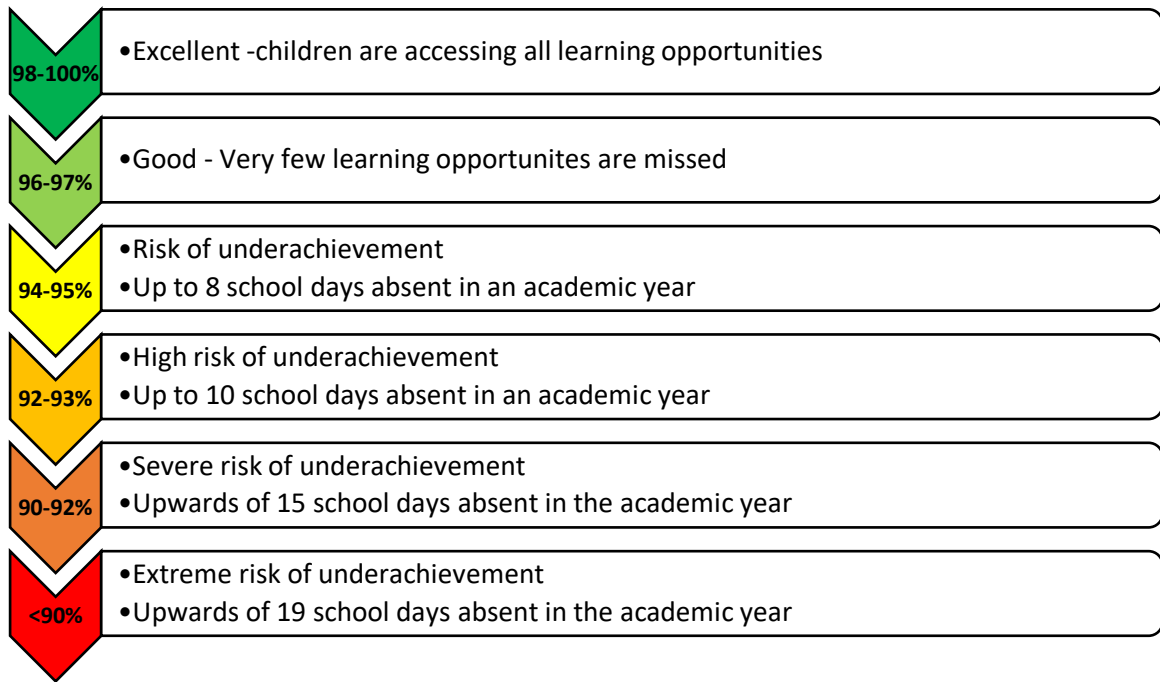 98-100%
•Excellent -children are accessing all learning opportunities
96-97%
•Good - Very few learning opportunites are missed
94-95%
•Risk of underachievement
•Up to 8 school days absent in an academic year
92-93%
•High risk of underachievement
•Up to 10 school days absent in an academic year
90-92%
•Severe risk of underachievement
•Upwards of 15 school days absent in the academic year
<90%
•Extreme risk of underachievement
•Upwards of 19 school days absent in the academic year